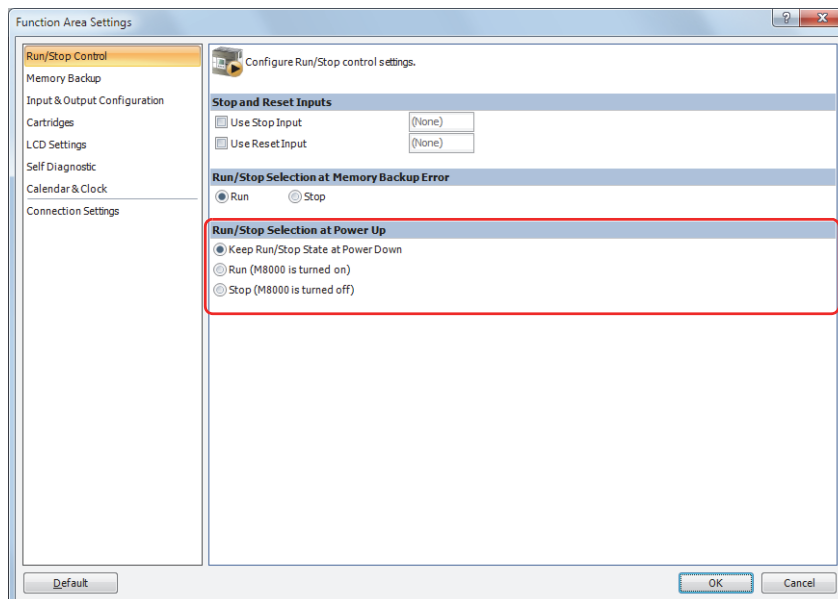 Function Area Settings
Run/Stop Control
Memory Backup
Input & Output Configuration
Cartridges
LCD Settings
Self Diagnostic
Calendar & Clock
Connection Settings
Configure Run/Stop control settings.
Stop and Reset Inputs
Use Stop Input (None)
Use Reset Input (None)
Run/Stop Selection at Memory Backup Error
Run Stop
Run/Stop Selection at Power Up
Keep Run/Stop State at Power Down
Run (M8000 is turned on)
Stop (M8000 is turned off)
Default OK Cancel